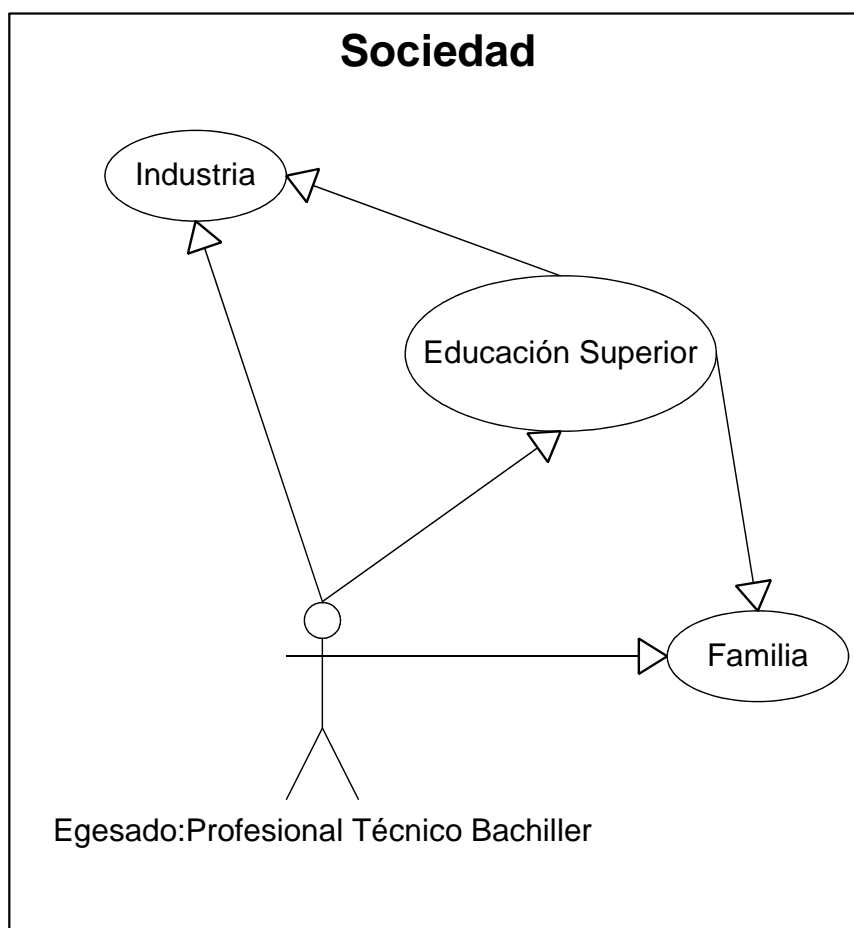 Sociedad
Industria
Educación Superior
Familia
Egesado:Profesional Técnico Bachiller